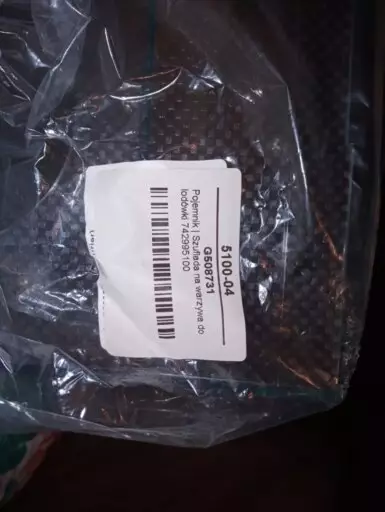 5100-04
G508731
Pojemnik | Szuflada na warzywa do
lodówki 742995100